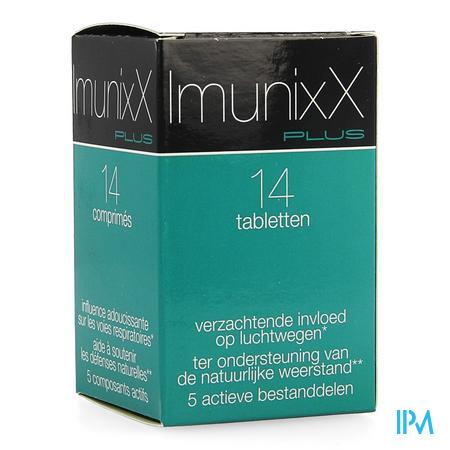 ImunixX
PLUS
14
comprimés
influence adoucissante
sur les voies respiratoires*
aide à soutenir
les défenses naturelles**
5 composants actifs
ImunixX
PLUS
14
tabletten
verzachtende invloed
op luchtwegen*
ter ondersteuning van
de natuurlijke weerstand**
5 actieve bestanddelen
IPM